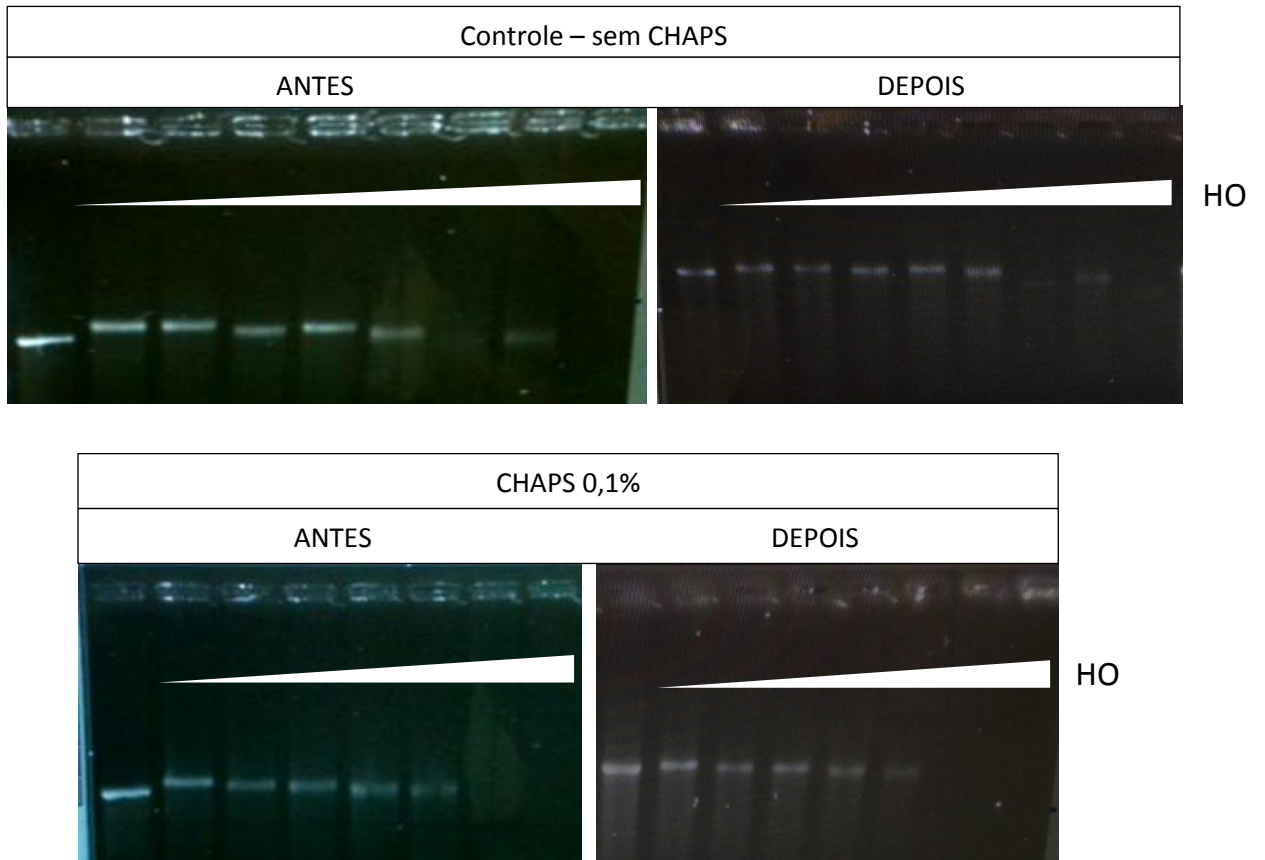 Controle – sem CHAPS
ANTES DEPOIS
HO
CHAPS 0,1%
ANTES DEPOIS
HO